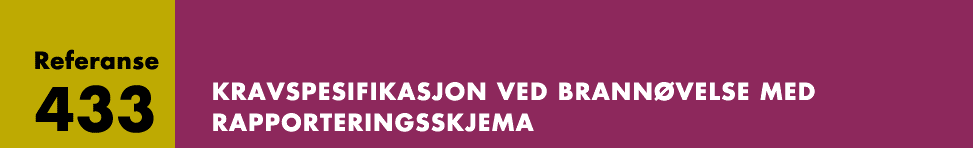 Referanse
433
KRAVSPESIFIKASJON VED BRANNØVELSE MED
RAPPORTERINGSSKJEMA